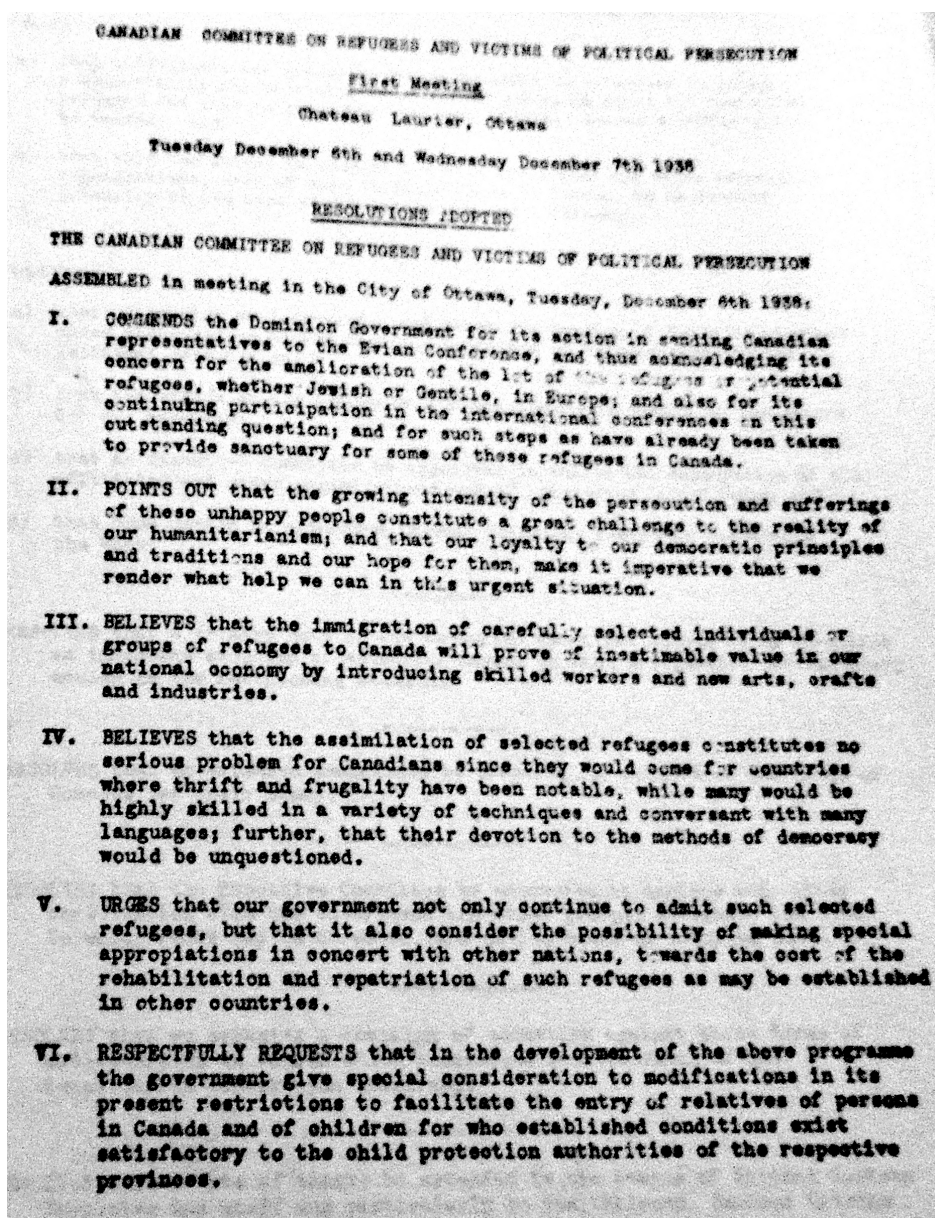 CANADIAN COMMITTEE ON REFUGEES AND VICTIMS OF POLITICAL PERSECUTION
First Meeting
Chateau Laurier, Ottawa
Tuesday December 6th and Wednesday December 7th 1938
RESOLUTIONS ADOPTED
THE CANADIAN COMMITTEE ON REFUGEES AND VICTIMS OF POLITICAL PERSECUTION
ASSEMBLED in meeting in the City of Ottawa, Tuesday, December 6th 1938:
I. COMMENDS the Dominion Government for its action in sending Canadian
representatives to the Evian Conference, and thus acknowledging its
concern for the amelioration of the lot of the refugees or potential
refugees, whether Jewish or Gentile, in Europe; and also for its
continukng participation in the international conferences on this
outstanding question; and for such steps as have already been taken
to provide sanctuary for some of these refugees in Canada.
II. POINTS OUT that the growing intensity of the persecution and sufferings
of these unhappy people constitute a great challenge to the reality of
our humanitarianism; and that our loyalty to our democratic principles
and traditions and our hope for them, make it imperative that we
render what help we can in this urgent situation.
III. BELIEVES that the immigration of carefully selected individuals or
groups of refugees to Canada will prove of inestimable value in our
national economy by introducing skilled workers and new arts, crafts
and industries.
IV. BELIEVES that the assimilation of selected refugees constitutes no
serious problem for Canadians since they would come for countries
where thrift and frugality have been notable, while many would be
highly skilled in a variety of techniques and conversant with many
languages; further, that their devotion to the methods of democracy
would be unquestioned.
V. URGES that our government not only continue to admit such selected
refugees, but that it also consider the possibility of making special
appropiations in concert with other nations, towards the cost of the
rehabilitation and repatriation of such refugees as may be established
in other countries.
VI. RESPECTFULLY REQUESTS that in the development of the above programme
the government give special consideration to modifications in its
present restrictions to facilitate the entry of relatives of persons
in Canada and of children for who established conditions exist
satisfactory to the child protection authorities of the respective
provinces.